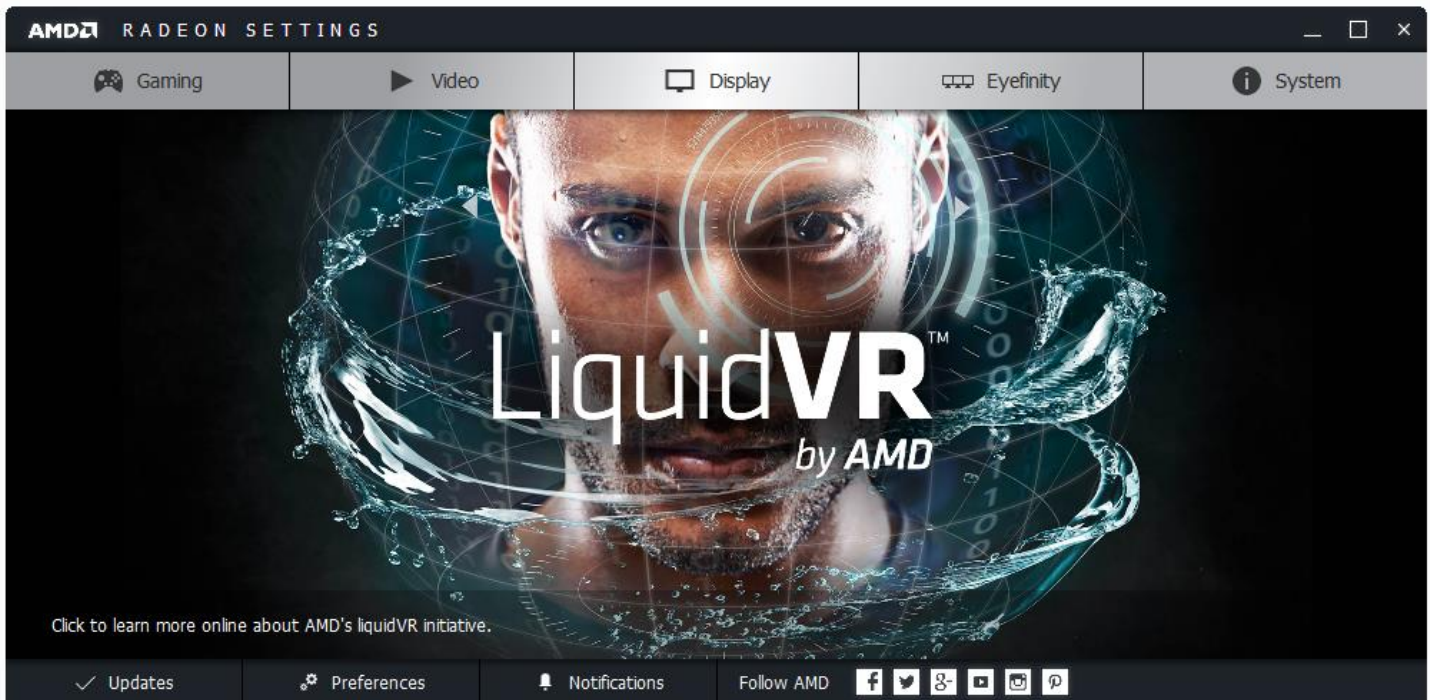 AMD RADEON SETTINGS
Gaming Video Display Eyefinity System
LiquidVR™
by AMD
Click to learn more online about AMD's liquidVR initiative.
Updates Preferences Notifications Follow AMD